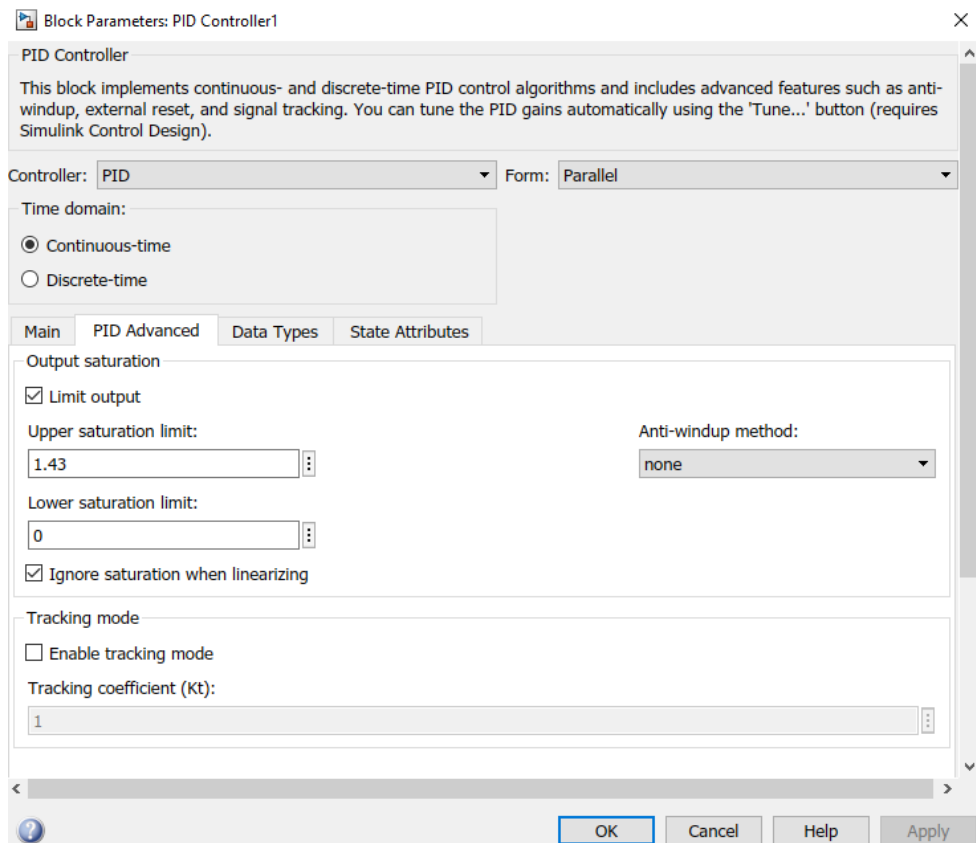 Block Parameters: PID Controller1
PID Controller
This block implements continuous- and discrete-time PID control algorithms and includes advanced features such as anti-
windup, external reset, and signal tracking. You can tune the PID gains automatically using the 'Tune...' button (requires
Simulink Control Design).
Controller: PID Form: Parallel
Time domain:
Continuous-time
Discrete-time
Main PID Advanced Data Types State Attributes
Output saturation
Limit output
Upper saturation limit: Anti-windup method:
1.43 none
Lower saturation limit:
0
Ignore saturation when linearizing
Tracking mode
Enable tracking mode
Tracking coefficient (Kt):
1
OK Cancel Help Apply